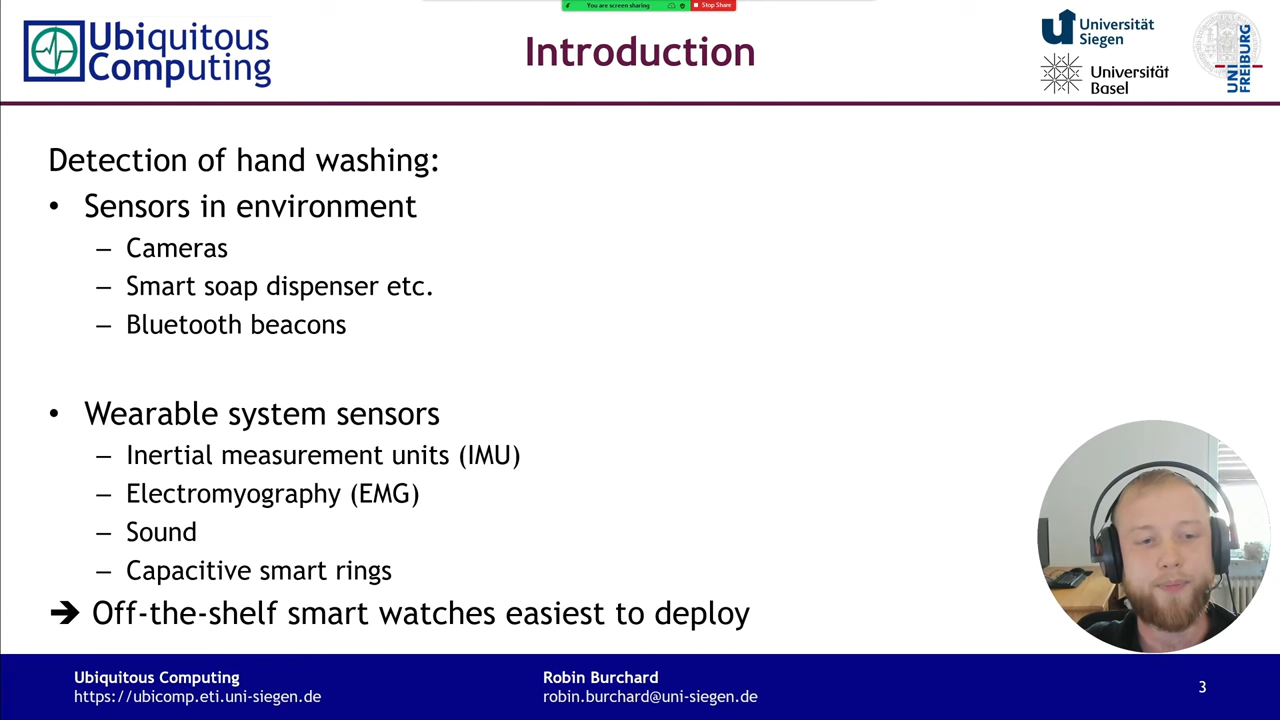 You are screen sharing
Stop Share
Ubiquitous
Computing
Introduction
Universität
Siegen
Universität
Basel
UNI
FREIBURG
Detection of hand washing:
• Sensors in environment
– Cameras
– Smart soap dispenser etc.
– Bluetooth beacons
• Wearable system sensors
– Inertial measurement units (IMU)
– Electromyography (EMG)
– Sound
– Capacitive smart rings
➔ Off-the-shelf smart watches easiest to deploy
Ubiquitous Computing
https://ubicomp.eti.uni-siegen.de
Robin Burchard
robin.burchard@uni-siegen.de
3